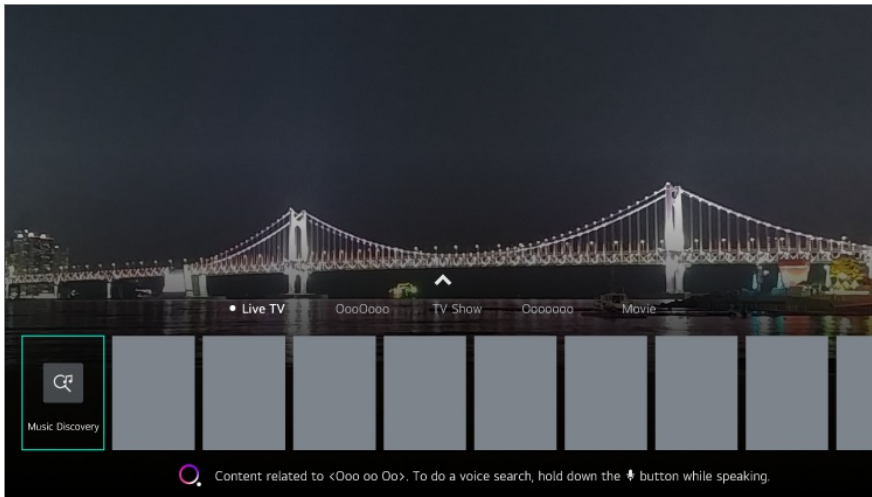 Live TV OooOooo TV Show Ooooooo Movie
Music Discovery
Content related to <Ooo oo Oo>. To do a voice search, hold down the button while speaking.